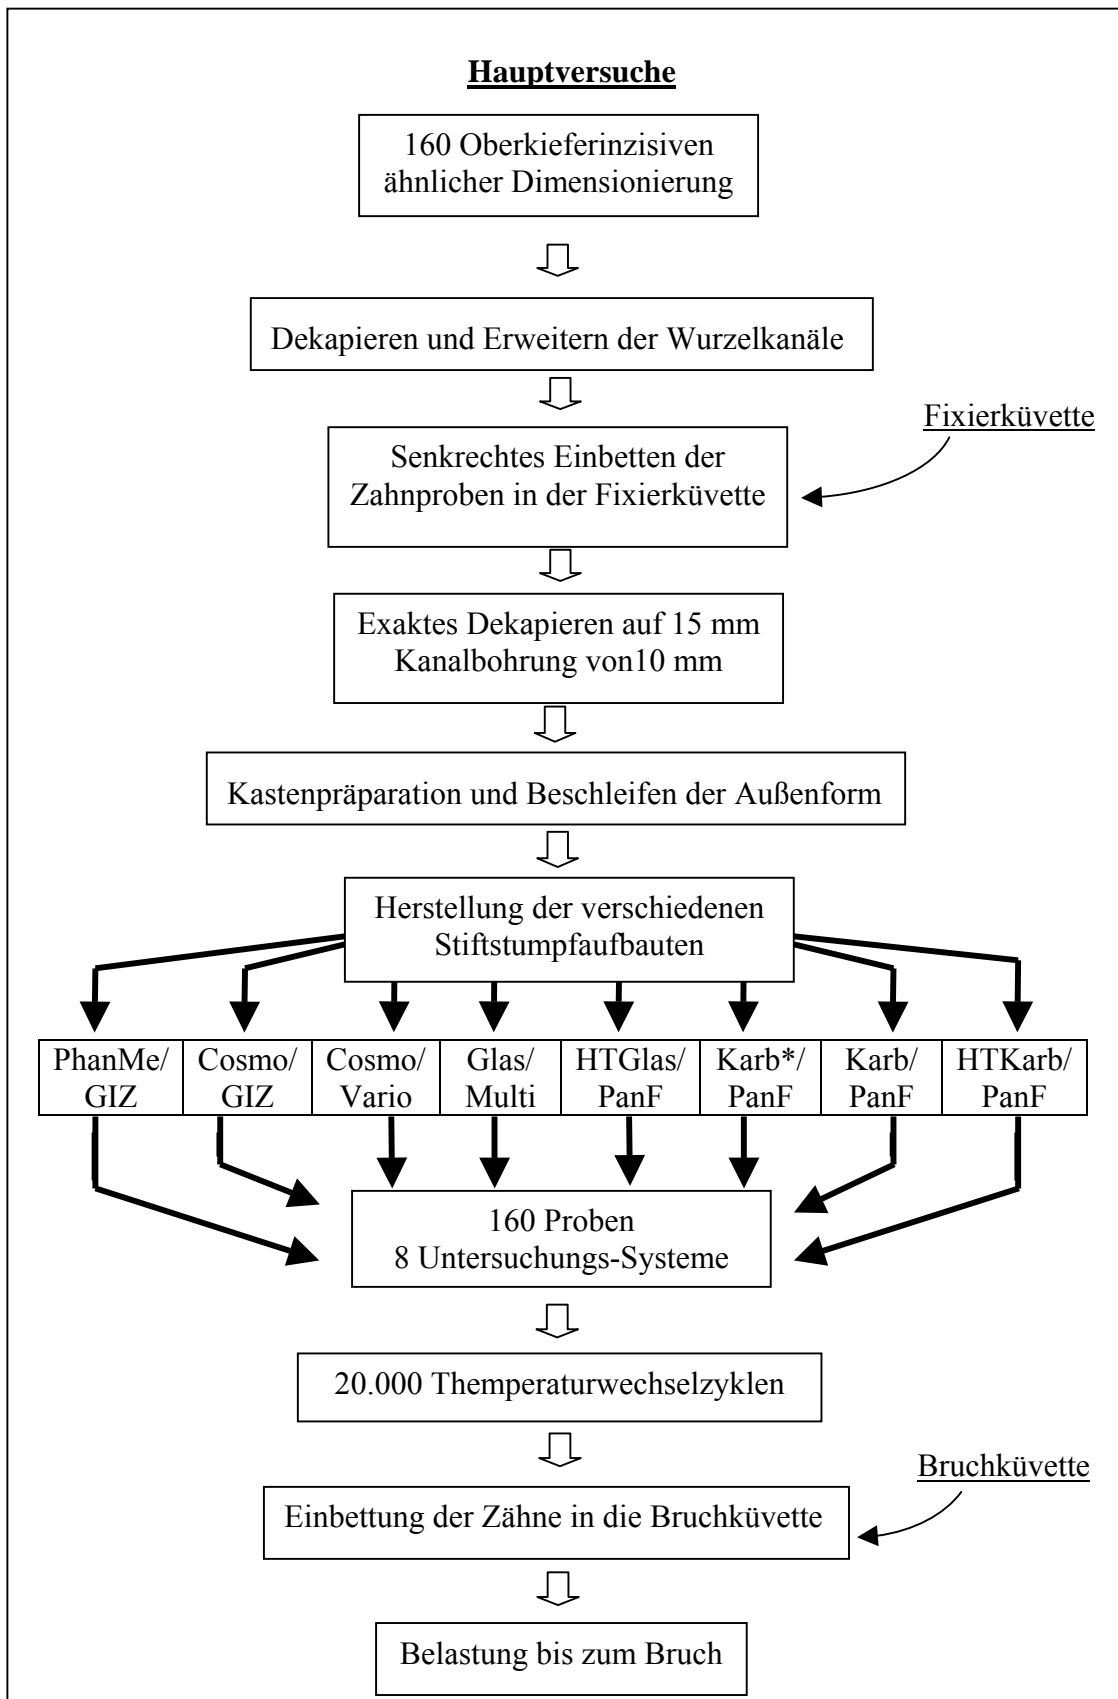 Hauptversuche
160 Oberkieferinzisiven
ähnlicher Dimensionierung
Dekapieren und Erweitern der Wurzelkanäle
Fixierküvette
Senkrechtes Einbetten der
Zahnproben in der Fixierküvette
Exaktes Dekapieren auf 15 mm
Kanalbohrung von10 mm
Kastenpräparation und Beschleifen der Außenform
Herstellung der verschiedenen
Stiftstumpfaufbauten
PhanMe/
GIZ
Cosmo/
GIZ
Cosmo/
Vario
Glas/
Multi
HTGlas/
PanF
Karb*/
PanF
Karb/
PanF
HTKarb/
PanF
160 Proben
8 Untersuchungs-Systeme
20.000 Themperaturwechselzyklen
Bruchküvette
Einbettung der Zähne in die Bruchküvette
Belastung bis zum Bruch